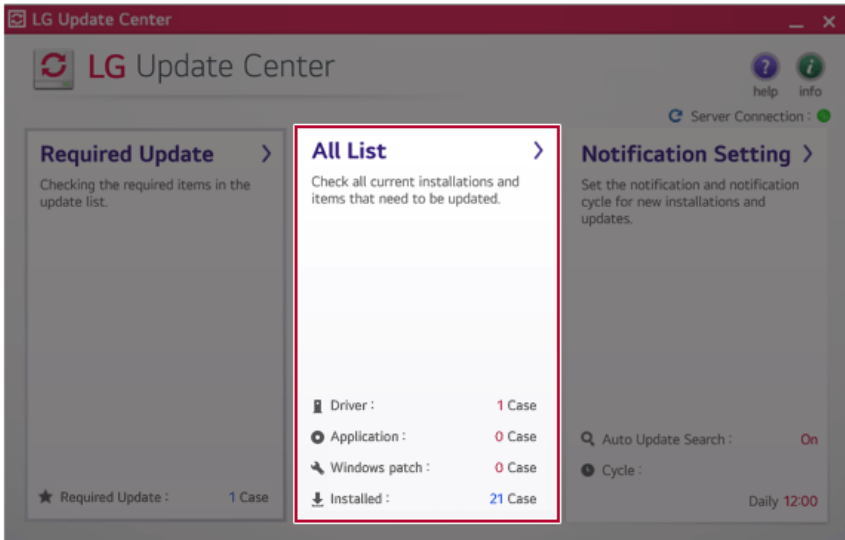 LG Update Center
LG Update Center
help
info
Server Connection :
Required Update
Checking the required items in the
update list.
Required Update : 1 Case
All List
Check all current installations and
items that need to be updated.
Driver : 1 Case
Application : 0 Case
Windows patch : 0 Case
Installed : 21 Case
Notification Setting
Set the notification and notification
cycle for new installations and
updates.
Auto Update Search : On
Cycle :
Daily 12:00